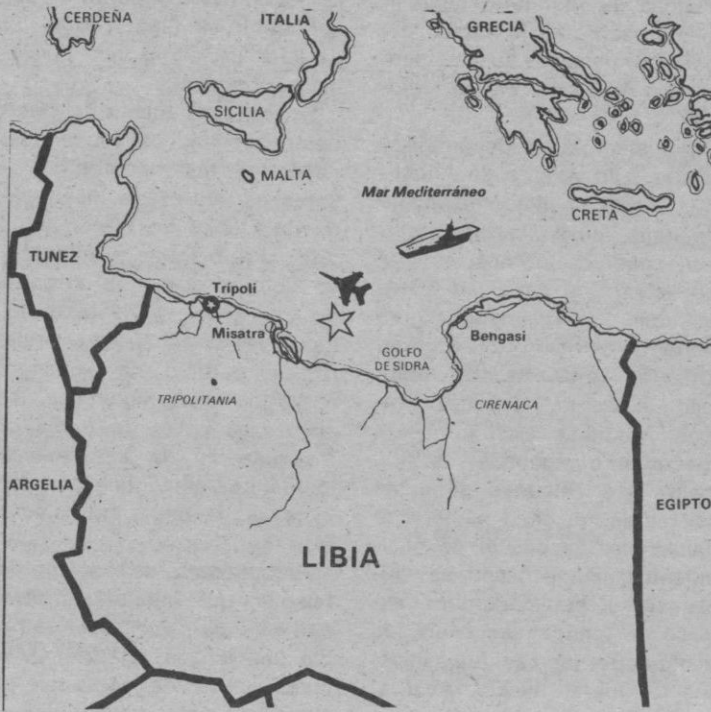 CERDEÑA
ITALIA
GRECIA
SICILIA
MALTA
Mar Mediterráneo
CRETA
TUNEZ
Trípoli
Misatra
Bengasi
GOLFO
DE SIDRA
TRIPOLITANIA
CIRENAICA
ARGELIA
EGIPTO
LIBIA